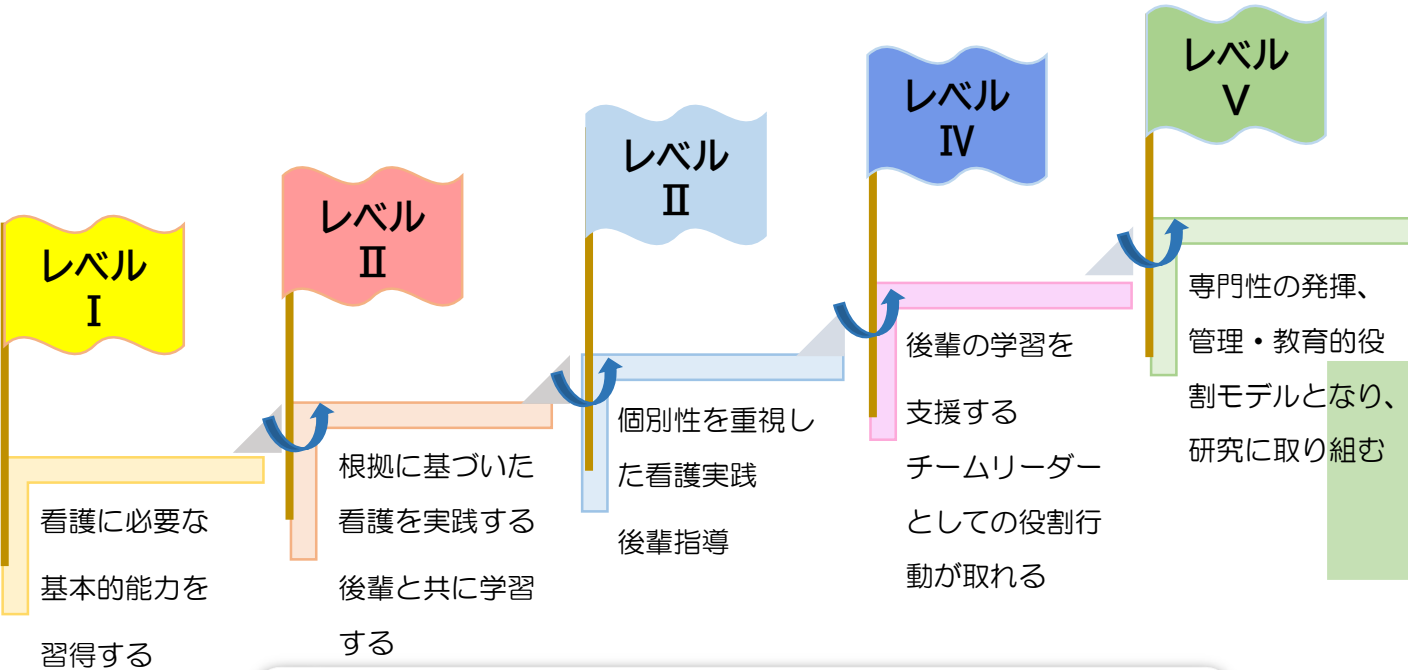 レベル
Ⅰ
看護に必要な
基本的能力を
習得する
レベル
Ⅱ
根拠に基づいた
看護を実践する
後輩と共に学習
する
レベル
Ⅱ
個別性を重視し
た看護実践
後輩指導
レベル
Ⅳ
後輩の学習を
支援する
チームリーダー
としての役割行
動が取れる
レベル
Ⅴ
専門性の発揮、
管理・教育的役
割モデルとなり、
研究に取り組む